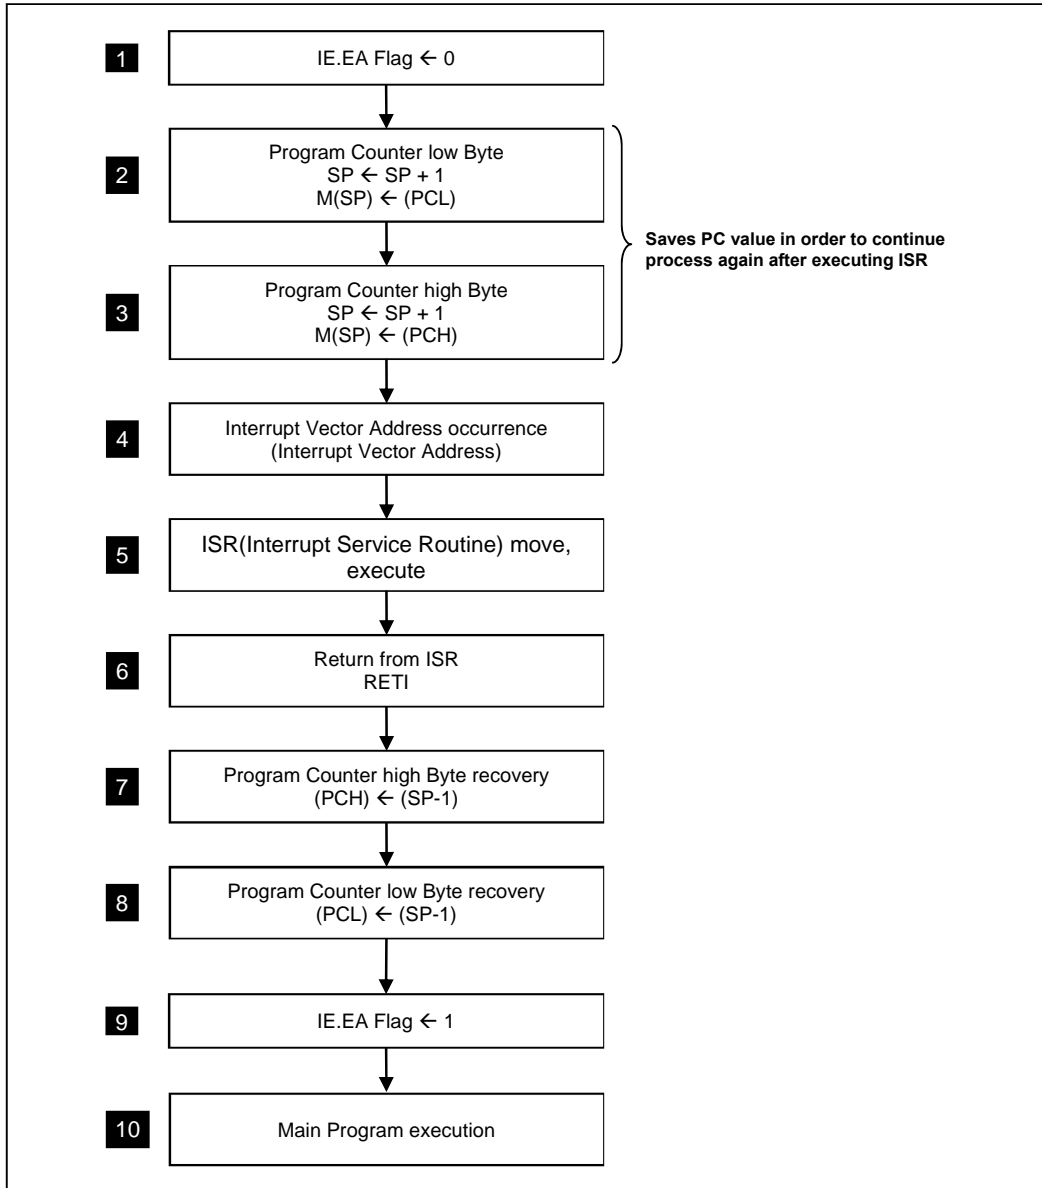 1
IE.EA Flag ← 0
2
Program Counter low Byte
SP ← SP + 1
M(SP) ← (PCL)
Saves PC value in order to continue
process again after executing ISR
3
Program Counter high Byte
SP ← SP + 1
M(SP) ← (PCH)
4
Interrupt Vector Address occurrence
(Interrupt Vector Address)
5
ISR(Interrupt Service Routine) move,
execute
6
Return from ISR
RETI
7
Program Counter high Byte recovery
(PCH) ← (SP-1)
8
Program Counter low Byte recovery
(PCL) ← (SP-1)
9
IE.EA Flag ← 1
10
Main Program execution